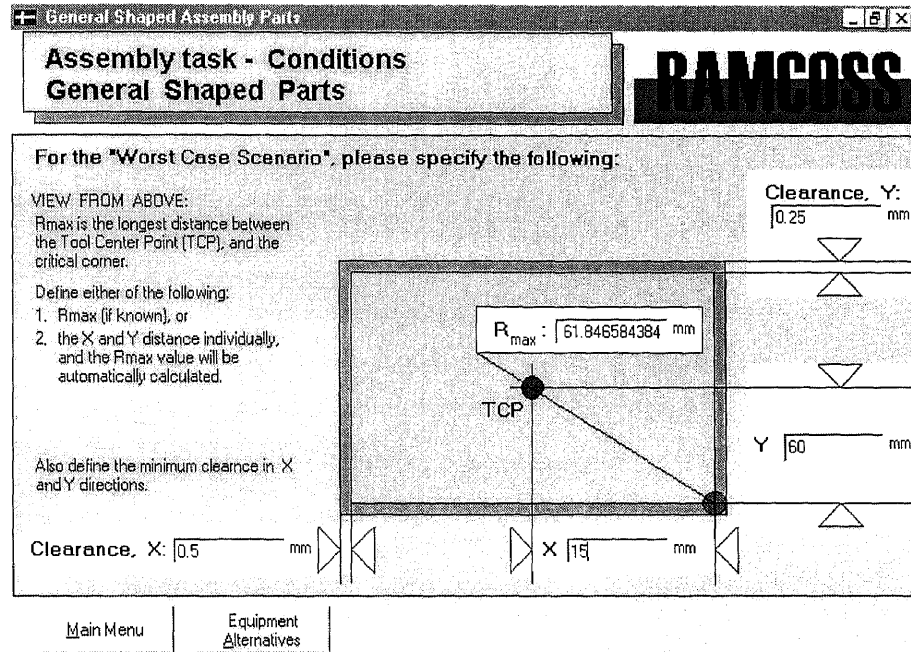 General Shaped Assembly Parts
Assembly task - Conditions
General Shaped Parts
RAMCOSS
For the "Worst Case Scenario", please specify the following:
VIEW FROM ABOVE:
Rmax is the longest distance between
the Tool Center Point (TCP), and the
critical corner.
Define either of the following:
1. Rmax (if known), or
2. the X and Y distance individually,
and the Rmax value will be
automatically calculated.
Also define the minimum clearnce in X
and Y directions.
Clearance, Y:
0.25 mm
Rmax : 61.846584384 mm
TCP
Y 60 mm
Clearance, X: 0.5 mm
X 15 mm
Main Menu
Equipment
Alternatives